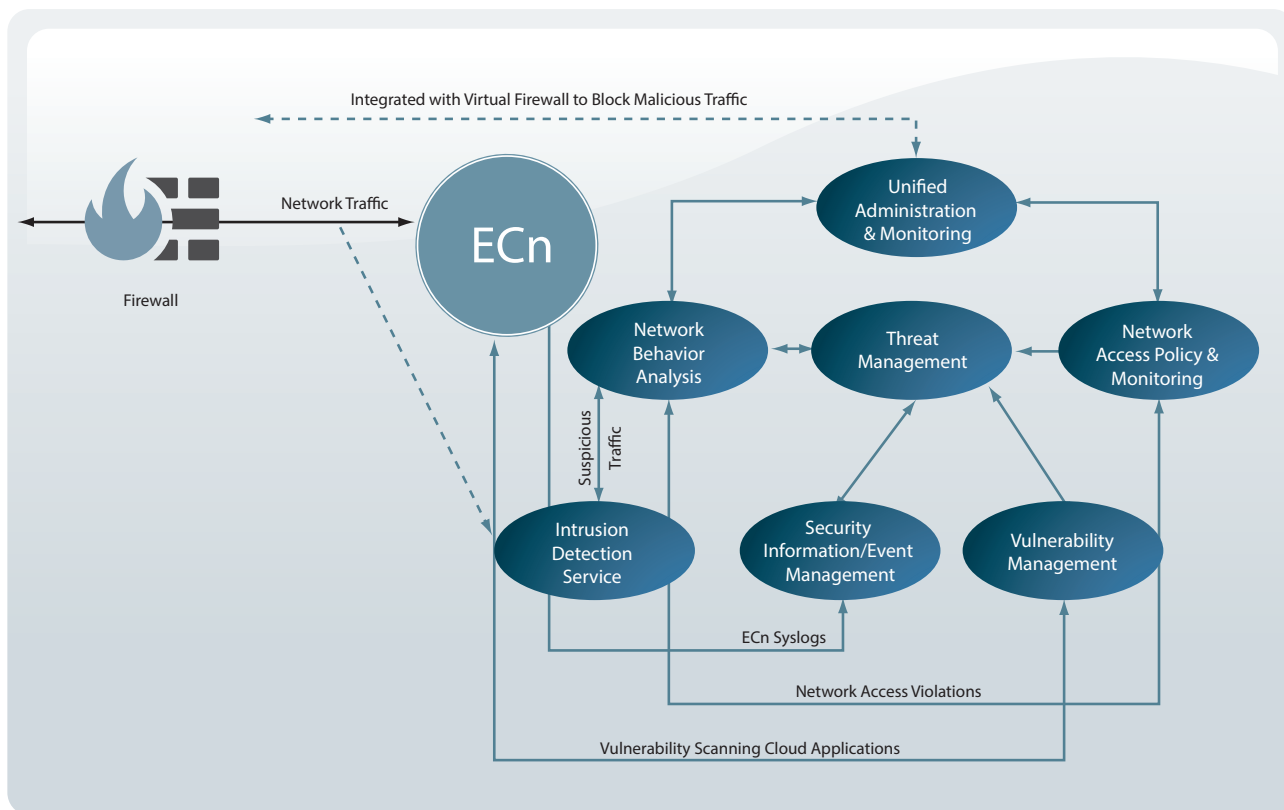 Integrated with Virtual Firewall to Block Malicious Traffic
Network Traffic
Firewall
ECn
Unified
Administration
& Monitoring
Network
Behavior
Analysis
Threat
Management
Network
Access Policy &
Monitoring
Suspicious
Traffic
Intrusion
Detection
Service
Security
Information/Event
Management
Vulnerability
Management
ECn Syslogs
Network Access Violations
Vulnerability Scanning Cloud Applications